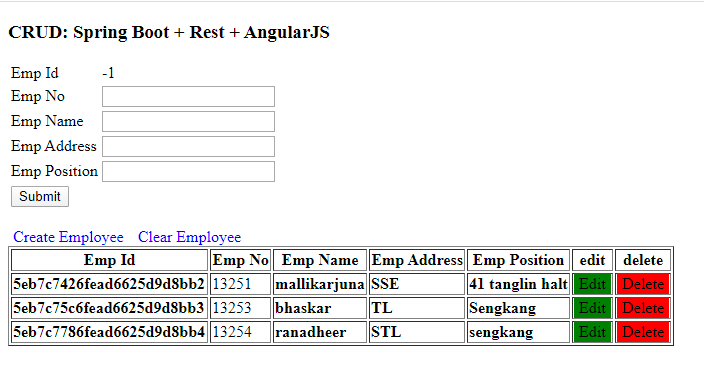 CRUD: Spring Boot + Rest + AngularJS
Emp Id -1
Emp No
Emp Name
Emp Address
Emp Position
Submit
Create Employee Clear Employee
Emp Id Emp No Emp Name Emp Address Emp Position edit delete
5eb7c7426fead6625d9d8bb2 13251 mallikarjuna SSE 41 tanglin halt Edit Delete
5eb7c75c6fead6625d9d8bb3 13253 bhaskar TL Sengkang Edit Delete
5eb7c7786fead6625d9d8bb4 13254 ranadheer STL sengkang Edit Delete